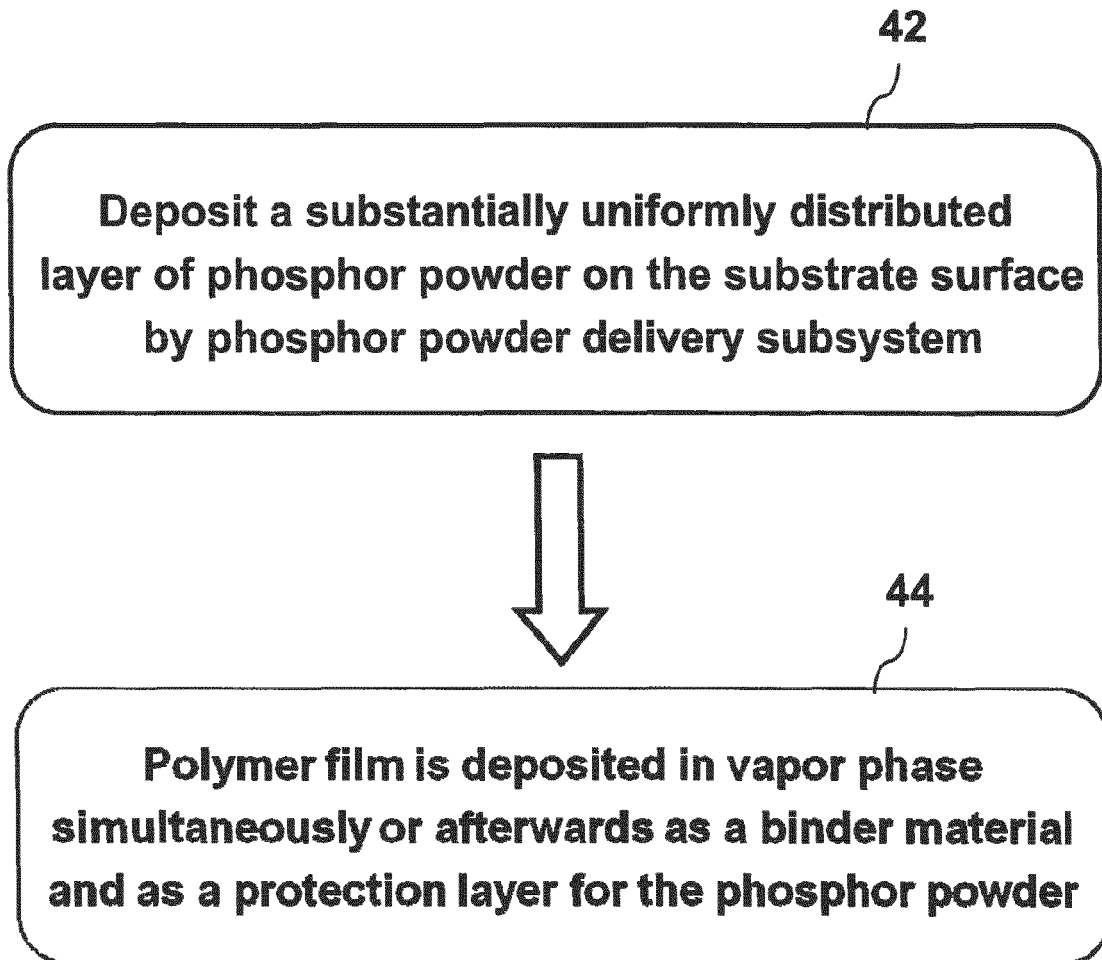 42
Deposit a substantially uniformly distributed
layer of phosphor powder on the substrate surface
by phosphor powder delivery subsystem
44
Polymer film is deposited in vapor phase
simultaneously or afterwards as a binder material
and as a protection layer for the phosphor powder